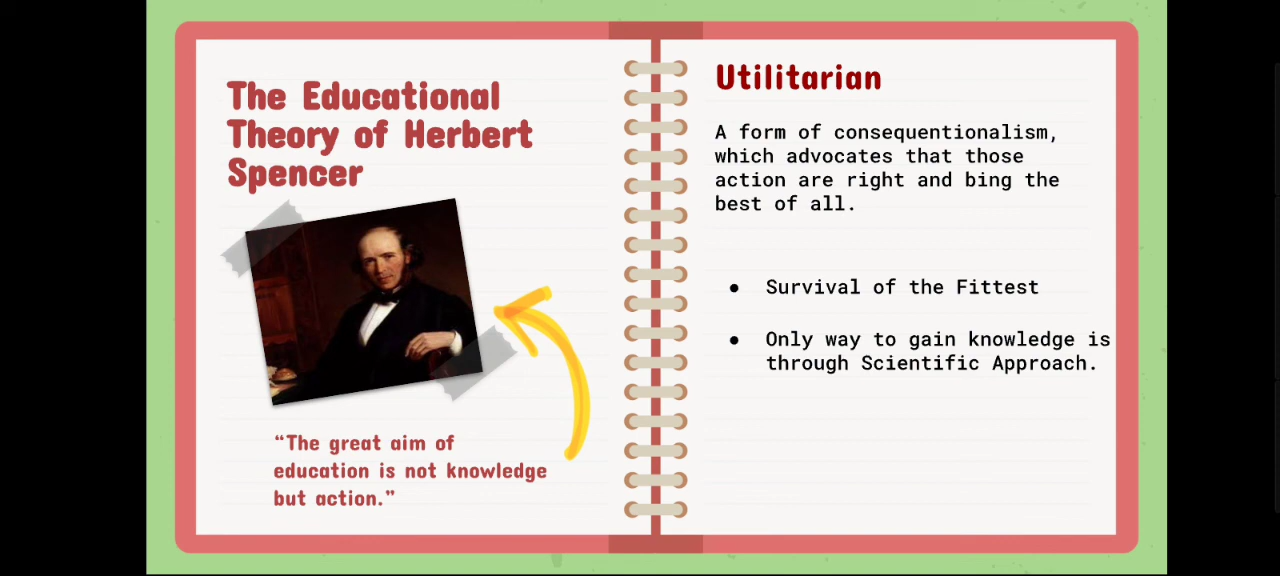 The Educational
Theory of Herbert
Spencer
“The great aim of
education is not knowledge
but action.”
Utilitarian
A form of consequentionalism,
which advocates that those
action are right and bing the
best of all.
● Survival of the Fittest
● Only way to gain knowledge is
through Scientific Approach.